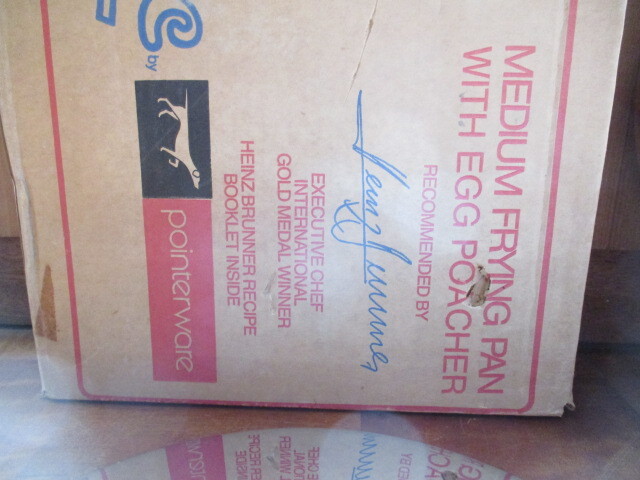 MEDIUM FRYING PAN
WITH EGG POACHER
RECOMMENDED BY
Heinz Brunner
EXECUTIVE CHEF
INTERNATIONAL
GOLD MEDAL WINNER
HEINZ BRUNNER RECIPE
BOOKLET INSIDE
by
pointerware